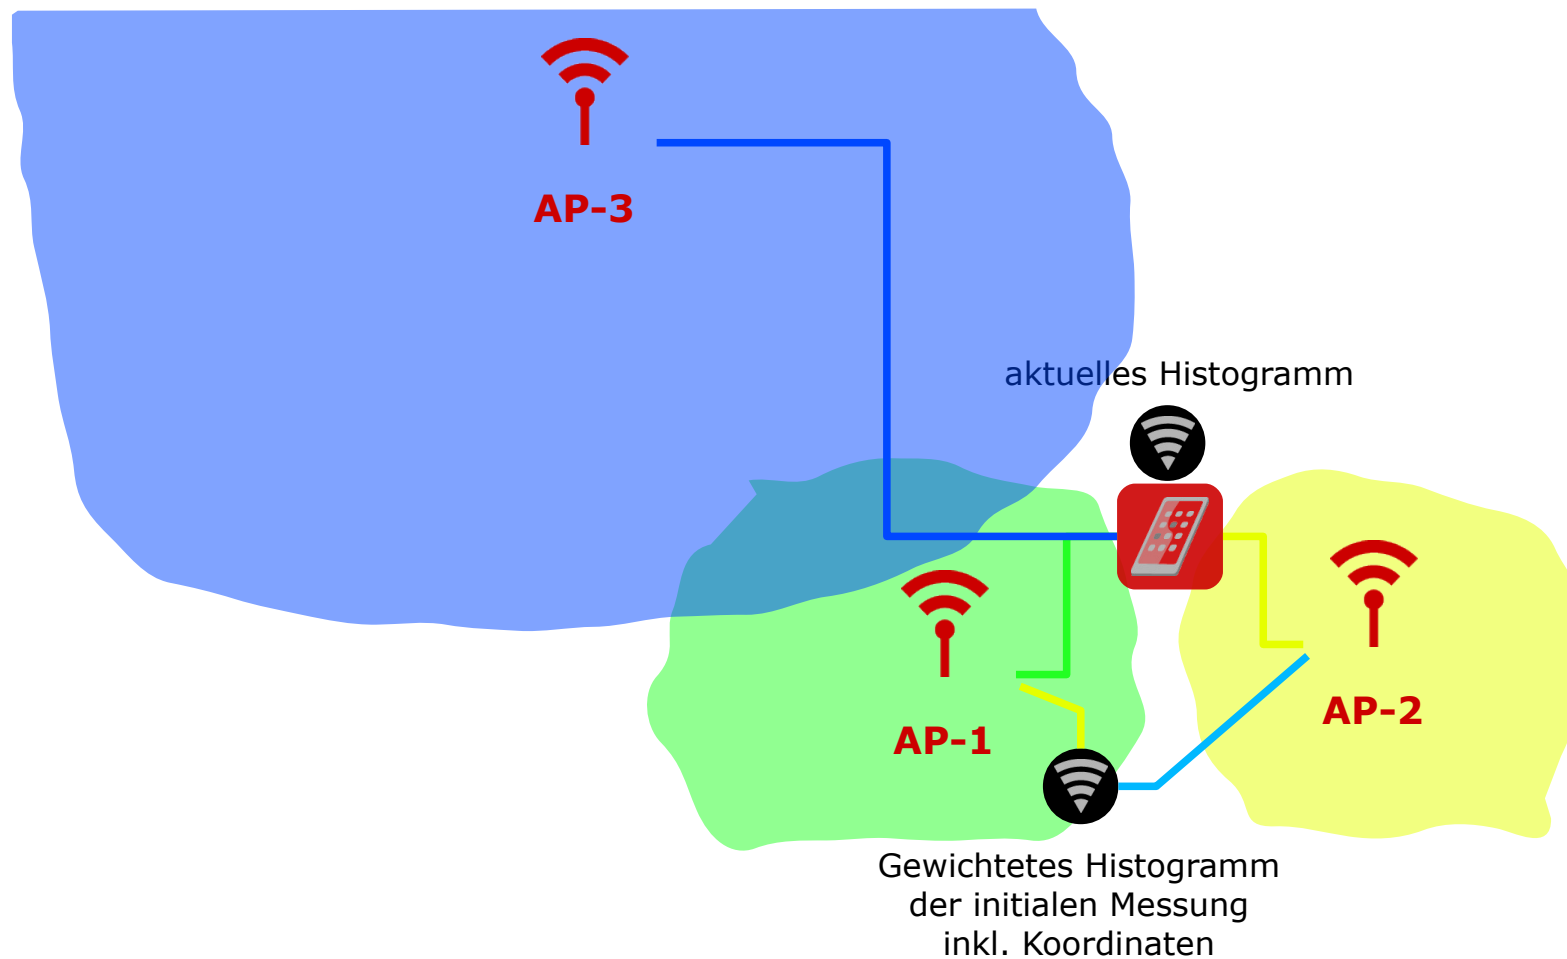 AP-3
aktuelles Histogramm
AP-2
AP-1
Gewichtetes Histogramm
der initialen Messung
inkl. Koordinaten